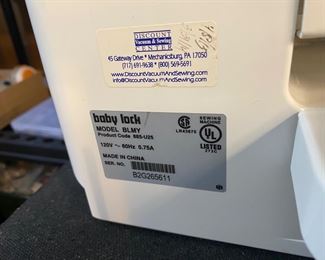 DISCOUNT
Vacuum & Sewing
CENTER
45 Gateway Drive * Mechanicsburg, PA 17050
(717) 691-9638 * (800) 569-5691
www.DiscountVacuumAndSewing.com
info@DiscountVacuumAndSewing.com
baby lock
MODEL BLMY
Product Code 885-U25
120V ~ 60Hz 0.75A
MADE IN CHINA
SER. NO.
B2G265611
SEWING
MACHINE
LR43675
UL
LISTED